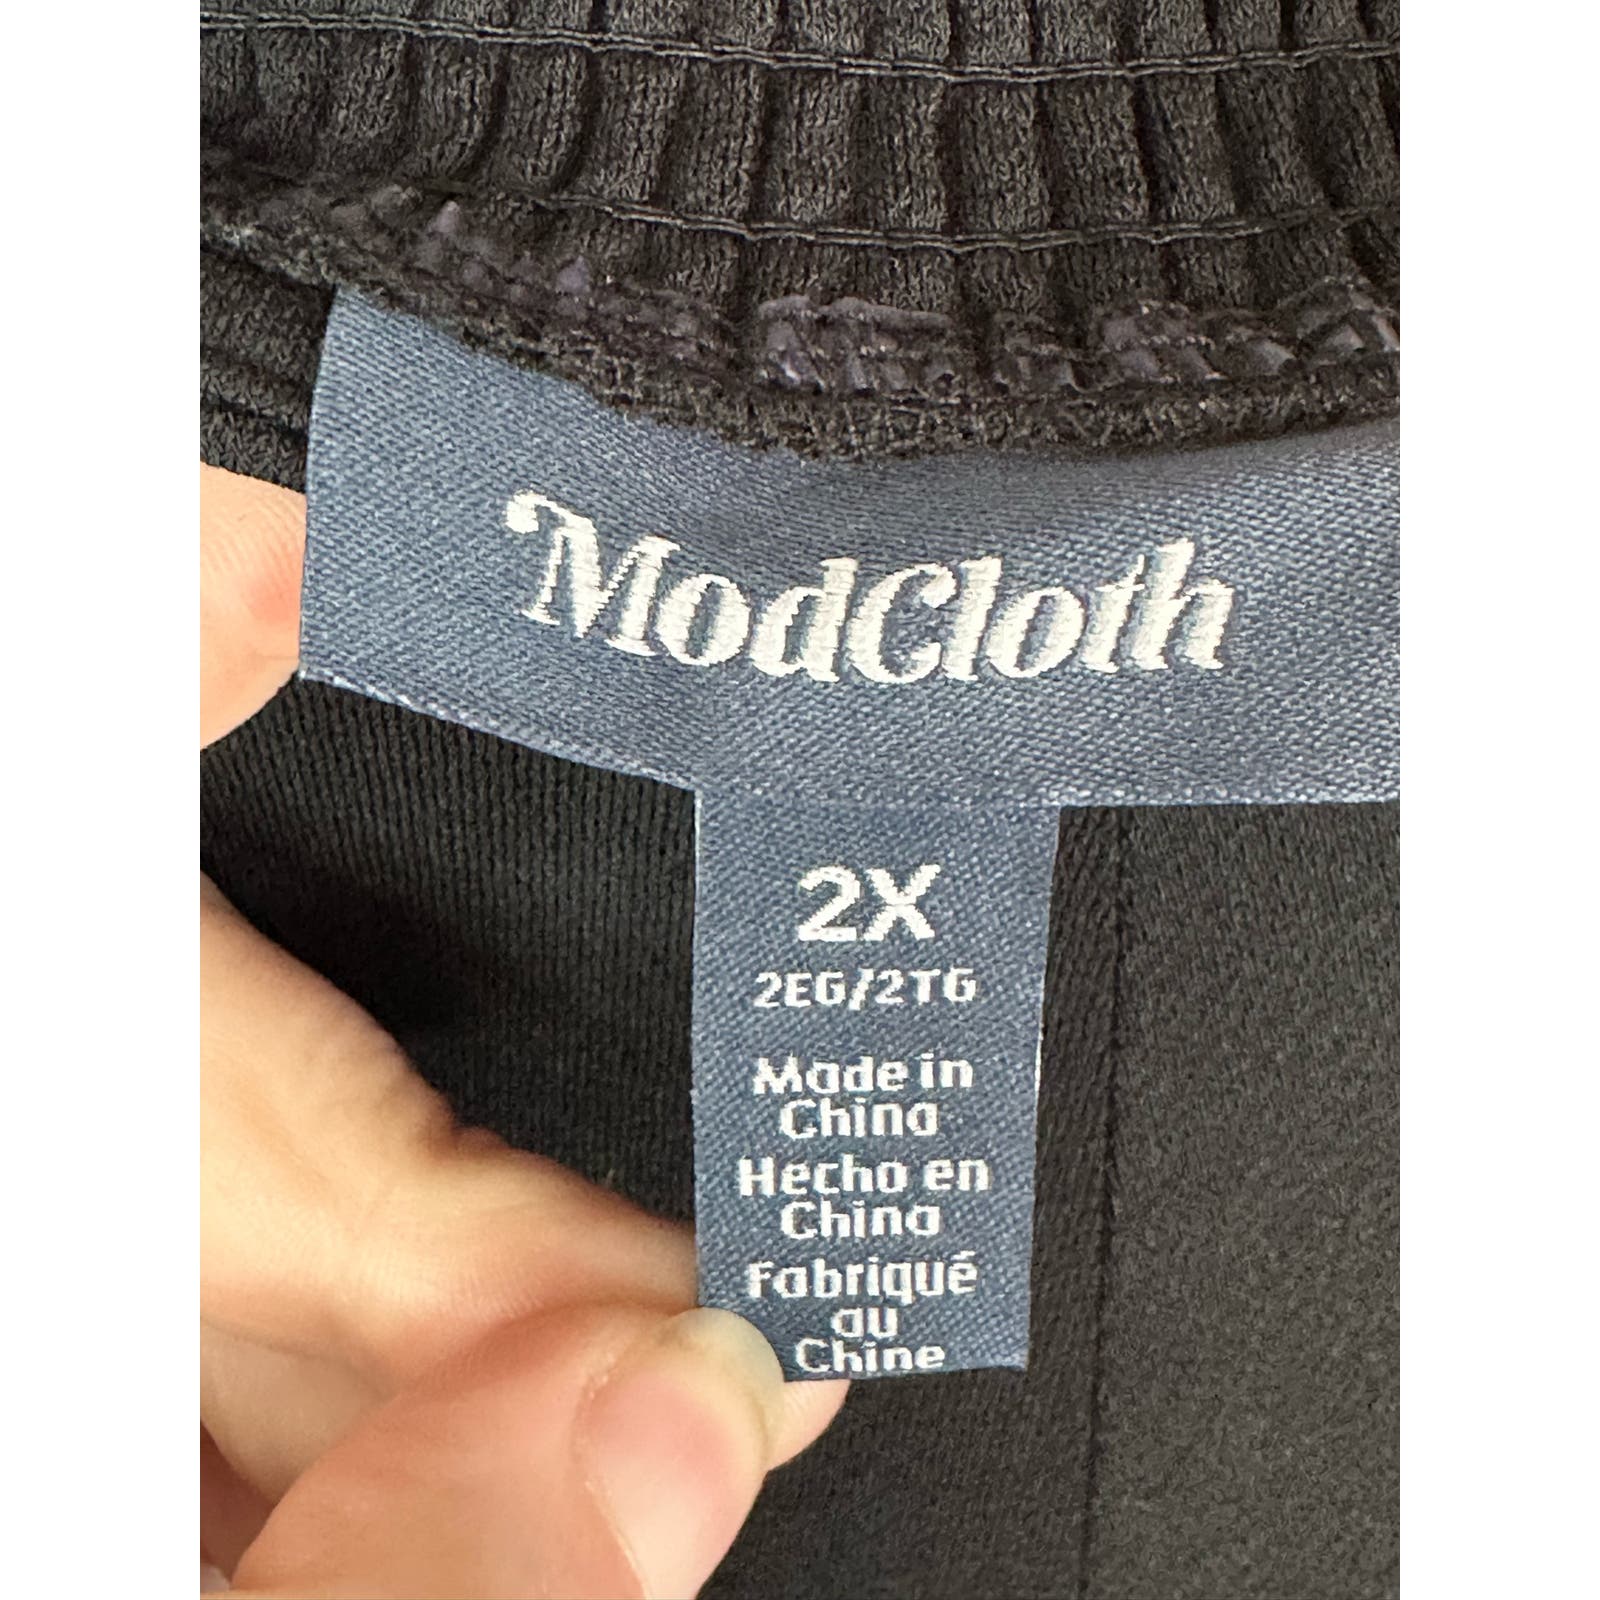 ModCloth
2X
2EG/2TG
Made in
China
Hecho en
China
Fabriqué
au
Chine